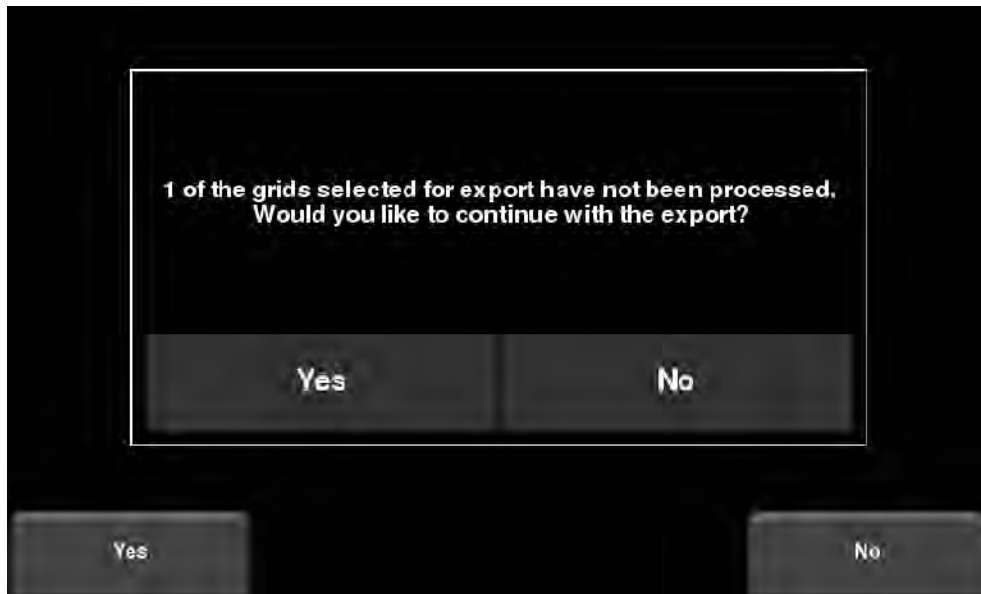 1 of the grids selected for export have not been processed.
Would you like to continue with the export?
Yes
No
Yes
No